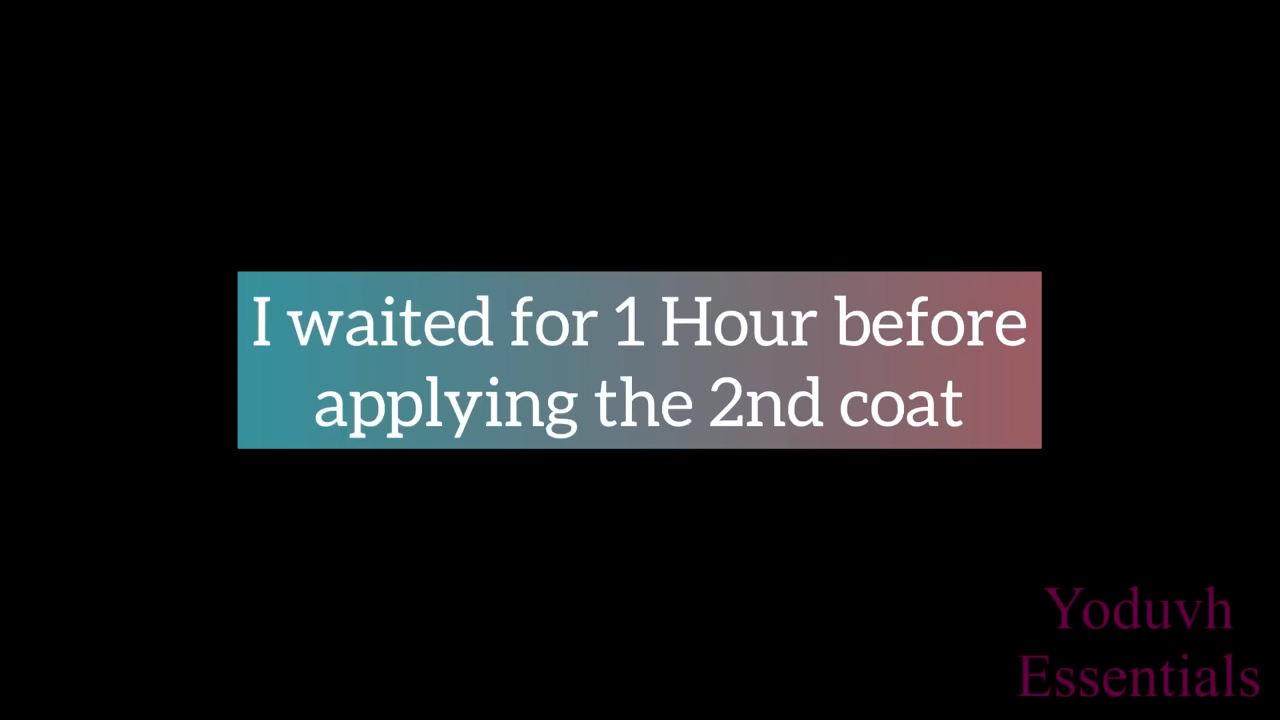 I waited for 1 Hour before
applying the 2nd coat
Yoduvh
Essentials